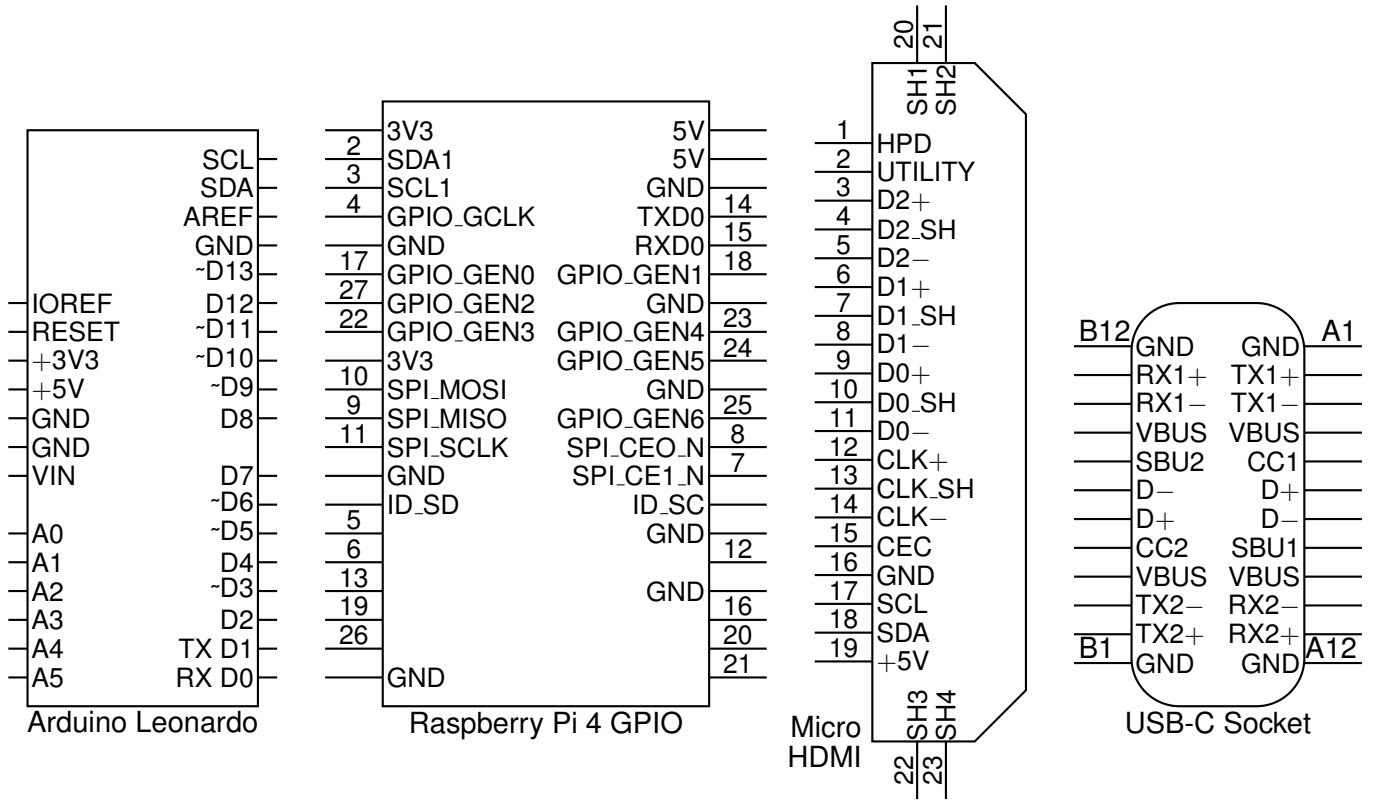 SCL
SDA
AREF
GND
~D13
IOREF D12
RESET ~D11
+3V3 ~D10
+5V ~D9
GND D8
GND
VIN D7
~D6
A0 ~D5
A1 D4
A2 ~D3
A3 D2
A4 TX D1
A5 RX D0
Arduino Leonardo
3V3 5V
2 SDA1 5V
3 SCL1 GND
4 GPIO_GCLK TXD0 14
GND RXD0 15
17 GPIO_GEN0 GPIO_GEN1 18
27 GPIO_GEN2 GND
22 GPIO_GEN3 GPIO_GEN4 23
3V3 GPIO_GEN5 24
10 SPI_MOSI GND
9 SPI_MISO GPIO_GEN6 25
11 SPI_SCLK SPI_CEO_N 8
GND SPI_CE1_N 7
ID_SD ID_SC
5 GND
6 12
13 GND
19 16
26 20
GND 21
Raspberry Pi 4 GPIO
20 21
SH1 SH2
1 HPD
2 UTILITY
3 D2+
4 D2_SH
5 D2−
6 D1+
7 D1_SH
8 D1−
9 D0+
10 D0_SH
11 D0−
12 CLK+
13 CLK_SH
14 CLK−
15 CEC
16 GND
17 SCL
18 SDA
19 +5V
SH3 SH4
22 23
Micro
HDMI
B12 GND GND A1
RX1+ TX1+
RX1− TX1−
VBUS VBUS
SBU2 CC1
D− D+
D+ D−
CC2 SBU1
VBUS VBUS
TX2− RX2−
TX2+ RX2+
B1 GND GND A12
USB-C Socket